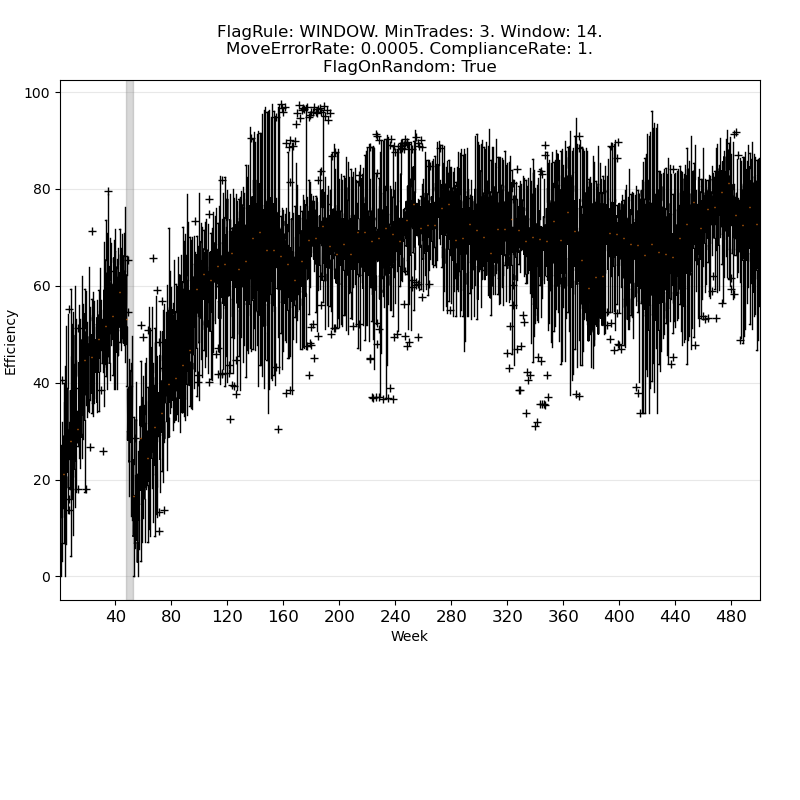 FlagRule: WINDOW. MinTrades: 3. Window: 14.
MoveErrorRate: 0.0005. ComplianceRate: 1.
FlagOnRandom: True
100
80
60
40
20
0
Efficiency
40 80 120 160 200 240 280 320 360 400 440 480
Week